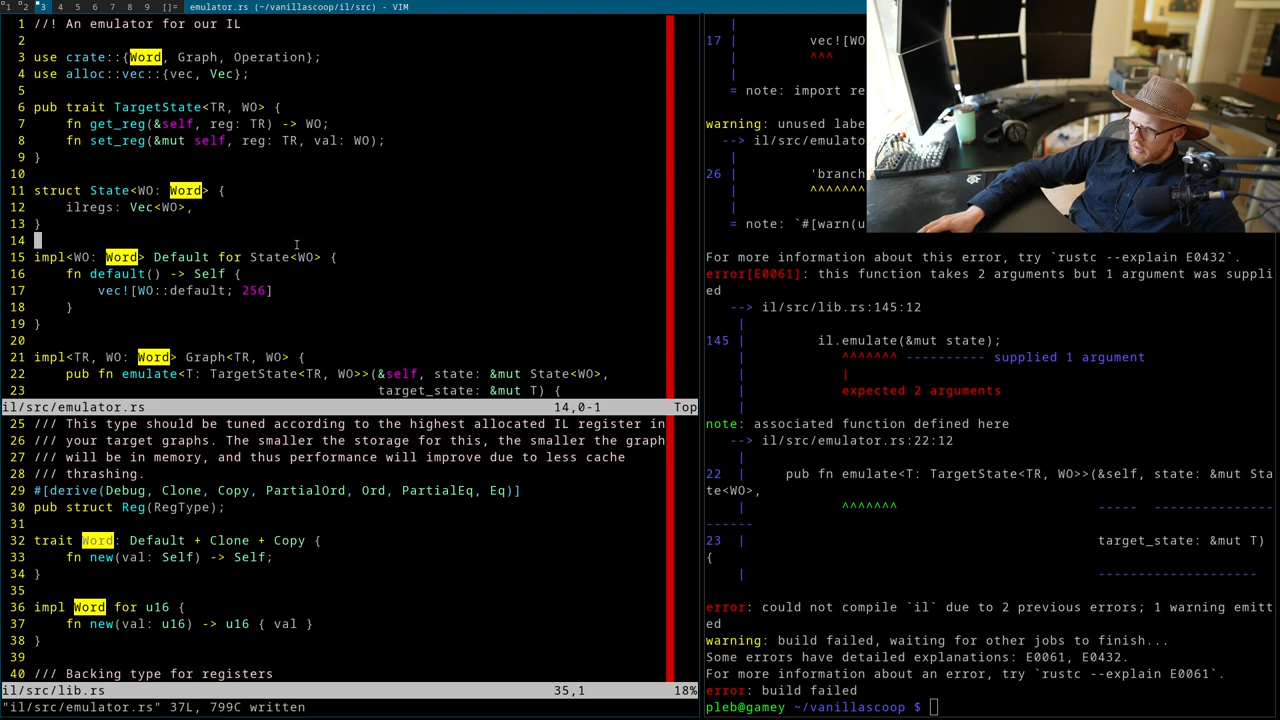 1 2 3 4 5 6 7 8 9 []= emulator.rs (~/vanillascoop/il/src) - VIM
1 //! An emulator for our IL
2
3 use crate::{Word, Graph, Operation};
4 use alloc::vec::{vec, Vec};
5
6 pub trait TargetState<TR, WO> {
7     fn get_reg(&self, reg: TR) -> WO;
8     fn set_reg(&mut self, reg: TR, val: WO);
9 }
10
11 struct State<WO: Word> {
12     ilregs: Vec<WO>,
13 }
14
15 impl<WO: Word> Default for State<WO> {
16     fn default() -> Self {
17         vec![WO::default; 256]
18     }
19 }
20
21 impl<TR, WO: Word> Graph<TR, WO> {
22     pub fn emulate<T: TargetState<TR, WO>>(&self, state: &mut State<WO>,
23                                            target_state: &mut T) {
il/src/emulator.rs 14,0-1 Top
25 /// This type should be tuned according to the highest allocated IL register in
26 /// your target graphs. The smaller the storage for this, the smaller the graph
27 /// will be in memory, and thus performance will improve due to less cache
28 /// thrashing.
29 #[derive(Debug, Clone, Copy, PartialOrd, Ord, PartialEq, Eq)]
30 pub struct Reg(RegType);
31
32 trait Word: Default + Clone + Copy {
33     fn new(val: Self) -> Self;
34 }
35
36 impl Word for u16 {
37     fn new(val: u16) -> u16 { val }
38 }
39
40 /// Backing type for registers
il/src/lib.rs 35,1 18%
"il/src/emulator.rs" 37L, 799C written
|
17 |         vec![WO
|         ^^^
|
= note: import re
warning: unused labe
--> il/src/emulato
|
26 |         'branch
|         ^^^^^^^
|
= note: `#[warn(u
For more information about this error, try `rustc --explain E0432`.
error[E0061]: this function takes 2 arguments but 1 argument was suppli
ed
--> il/src/lib.rs:145:12
|
145 |         il.emulate(&mut state);
|            ^^^^^^^ ---------- supplied 1 argument
|            |
|            expected 2 arguments
|
note: associated function defined here
--> il/src/emulator.rs:22:12
|
22 |     pub fn emulate<T: TargetState<TR, WO>>(&self, state: &mut Sta
te<WO>,
|            ^^^^^^^                         -----  ---------------
------
23 |                                            target_state: &mut T)
{
|                                            --------------------
error: could not compile `il` due to 2 previous errors; 1 warning emitt
ed
warning: build failed, waiting for other jobs to finish...
Some errors have detailed explanations: E0061, E0432.
For more information about an error, try `rustc --explain E0061`.
error: build failed
pleb@gamey ~/vanillascoop $